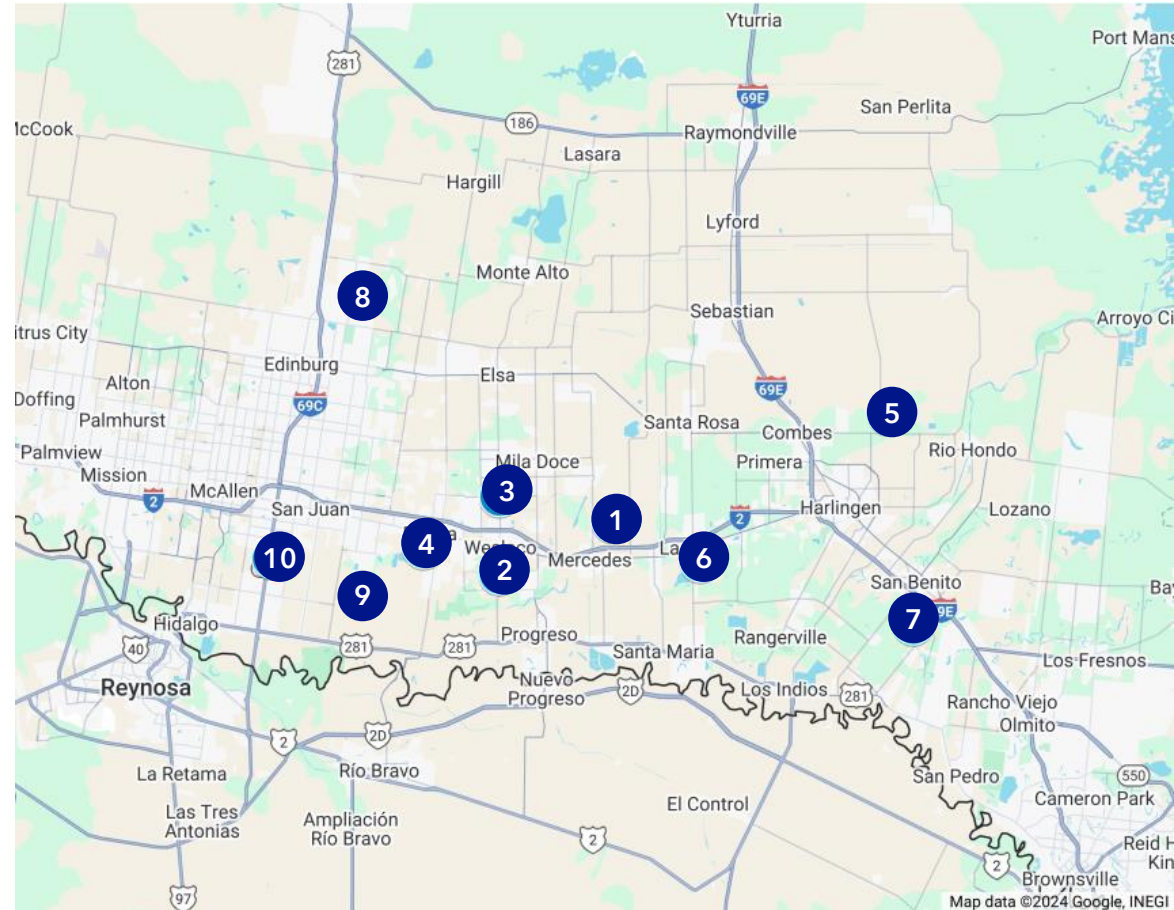 Yturria
Port Mans
281
69E
San Perlita
McCook
186
Raymondville
Lasara
Hargill
Lyford
Monte Alto
8
Sebastian
Arroyo Ci
itrus City
Edinburg
Elsa
Alton
69E
Doffing
69C
5
Palmhurst
Santa Rosa
Combes
Rio Hondo
Palmview
Mila Doce
Primera
Mission
3
McAllen
2
San Juan
1
2
Harlingen
Lozano
4
Weslaco
La
10
2
Mercedes
6
9
San Benito
Bay
7
69E
Hidalgo
281
281
Progreso
Rangerville
40
Santa Maria
Los Fresnos
Reynosa
Nuevo
Progreso
2D
Los Indios
281
Rancho Viejo
2D
Olmito
2
La Retama
Río Bravo
San Pedro
550
Las Tres
Antonias
El Control
Cameron Park
Ampliación
Río Bravo
2
Reid H
Kin
2
97
Brownsville
Map data ©2024 Google, INEGI